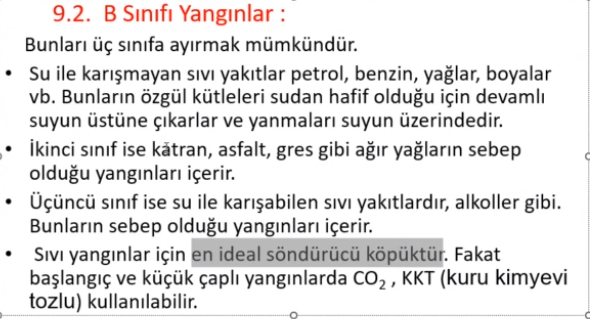 9.2. B Sınıfı Yangınlar :
Bunları üç sınıfa ayırmak mümkündür.
• Su ile karışmayan sıvı yakıtlar petrol, benzin, yağlar, boyalar
vb. Bunların özgül kütleleri sudan hafif olduğu için devamlı
suyun üstüne çıkarlar ve yanmaları suyun üzerindedir.
• İkinci sınıf ise katran, asfalt, gres gibi ağır yağların sebep
olduğu yangınları içerir.
• Üçüncü sınıf ise su ile karışabilen sıvı yakıtlardır, alkoller gibi.
Bunların sebep olduğu yangınları içerir.
• Sıvı yangınlar için en ideal söndürücü köpüktür. Fakat
başlangıç ve küçük çaplı yangınlarda CO₂ , KKT (kuru kimyevi
tozlu) kullanılabilir.